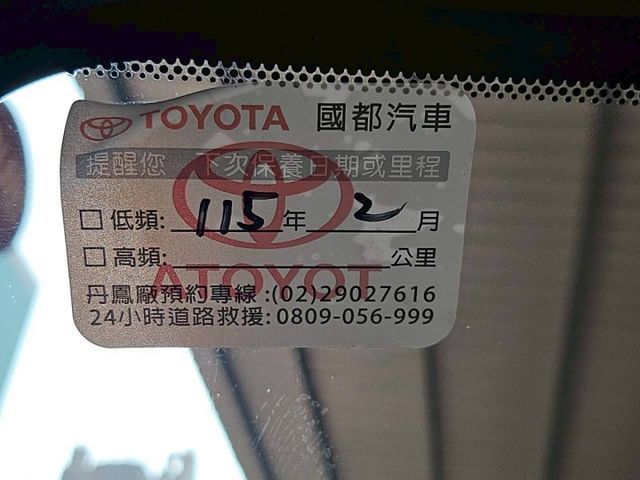 TOYOTA 國都汽車
提醒您 下次保養日期或里程
□ 低頻: 115 年 2 月
□ 高頻: 公里
TOYOTA
丹鳳廠預約專線:(02)29027616
24小時道路救援:0809-056-999